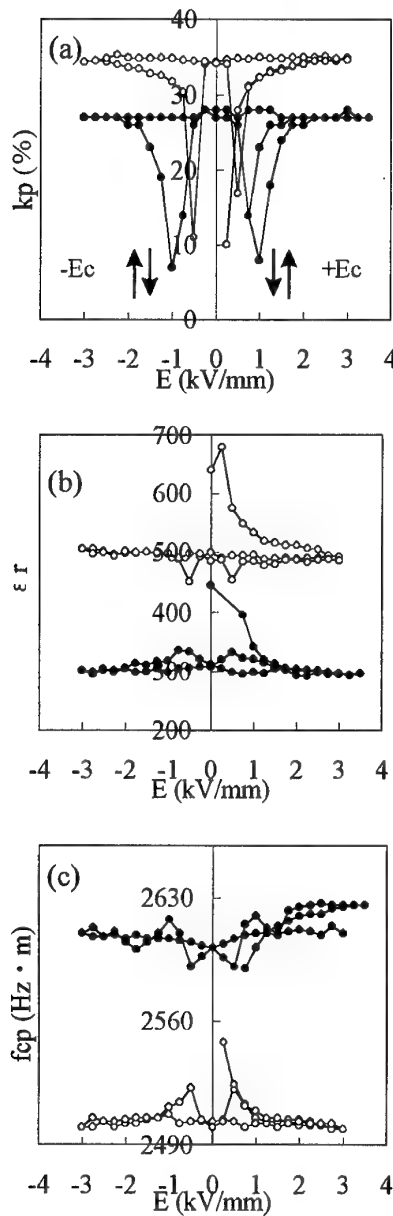 (a)
kp (%)
40
30
20
10
0
-Ec
+Ec
-4 -3 -2 -1 0 1 2 3 4
E (kV/mm)
(b)
ε r
700
600
500
400
300
200
-4 -3 -2 -1 0 1 2 3 4
E (kV/mm)
(c)
fcp (Hz・m)
2630
2560
2490
-4 -3 -2 -1 0 1 2 3 4
E (kV/mm)